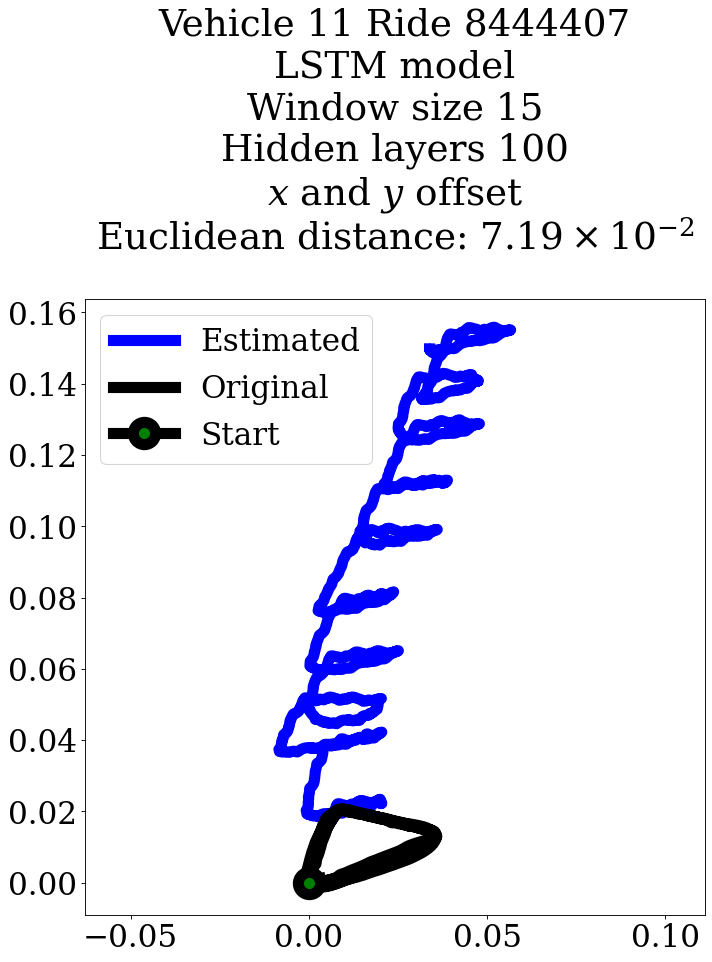 Vehicle 11 Ride 8444407
LSTM model
Window size 15
Hidden layers 100
x and y offset
Euclidean distance: 7.19 × 10⁻²
0.16
0.14
0.12
0.10
0.08
0.06
0.04
0.02
0.00
Estimated
Original
Start
−0.05 0.00 0.05 0.10